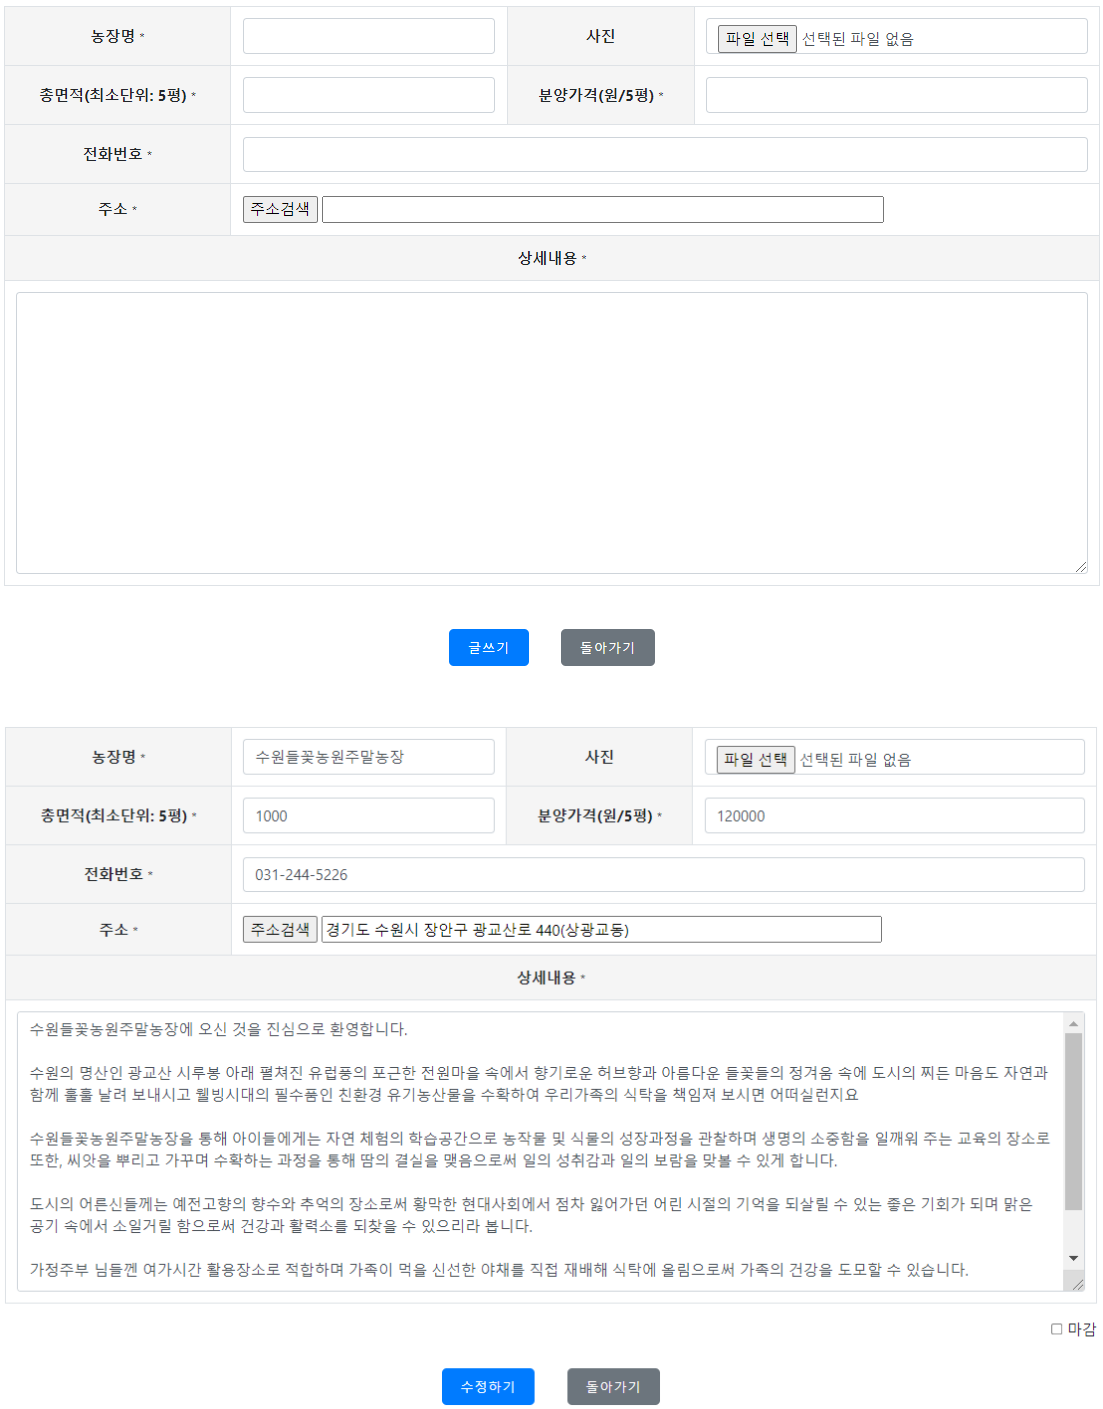 농장명 *
사진
파일 선택 선택된 파일 없음
총면적(최소단위: 5평) *
분양가격(원/5평) *
전화번호 *
주소 *
주소검색
상세내용 *
글쓰기
돌아가기
농장명 *
수원들꽃농원주말농장
사진
파일 선택 선택된 파일 없음
총면적(최소단위: 5평) *
1000
분양가격(원/5평) *
120000
전화번호 *
031-244-5226
주소 *
주소검색
경기도 수원시 장안구 광교산로 440(상광교동)
상세내용 *
수원들꽃농원주말농장에 오신 것을 진심으로 환영합니다.
수원의 명산인 광교산 시루봉 아래 펼쳐진 유럽풍의 포근한 전원마을 속에서 향기로운 허브향과 아름다운 들꽃들의 정겨움 속에 도시의 찌든 마음도 자연과
함께 훌훌 날려 보내시고 웰빙시대의 필수품인 친환경 유기농산물을 수확하여 우리가족의 식탁을 책임져 보시면 어떠실런지요
수원들꽃농원주말농장을 통해 아이들에게는 자연 체험의 학습공간으로 농작물 및 식물의 성장과정을 관찰하며 생명의 소중함을 일깨워 주는 교육의 장소로
또한, 씨앗을 뿌리고 가꾸며 수확하는 과정을 통해 땀의 결실을 맺음으로써 일의 성취감과 일의 보람을 맞볼 수 있게 합니다.
도시의 어른신들께는 예전고향의 향수와 추억의 장소로써 황막한 현대사회에서 점차 잃어가던 어린 시절의 기억을 되살릴 수 있는 좋은 기회가 되며 맑은
공기 속에서 소일거릴 함으로써 건강과 활력소를 되찾을 수 있으리라 봅니다.
가정주부 님들껜 여가시간 활용장소로 적합하며 가족이 먹을 신선한 야채를 직접 재배해 식탁에 올림으로써 가족의 건강을 도모할 수 있습니다.
마감
수정하기
돌아가기